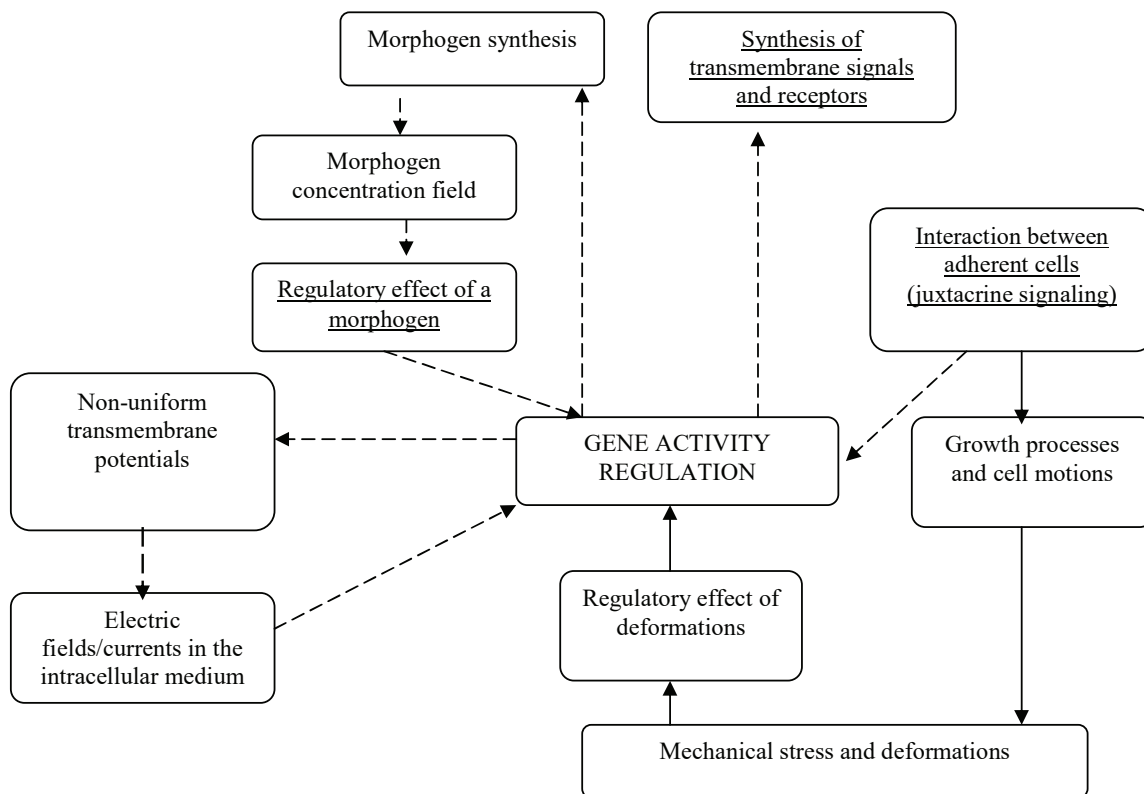 Morphogen synthesis
Synthesis of
transmembrane signals
and receptors
Morphogen
concentration field
Interaction between
adherent cells
(juxtacrine signaling)
Regulatory effect of a
morphogen
Non-uniform
transmembrane
potentials
GENE ACTIVITY
REGULATION
Growth processes
and cell motions
Regulatory effect of
deformations
Electric
fields/currents in the
intracellular medium
Mechanical stress and deformations